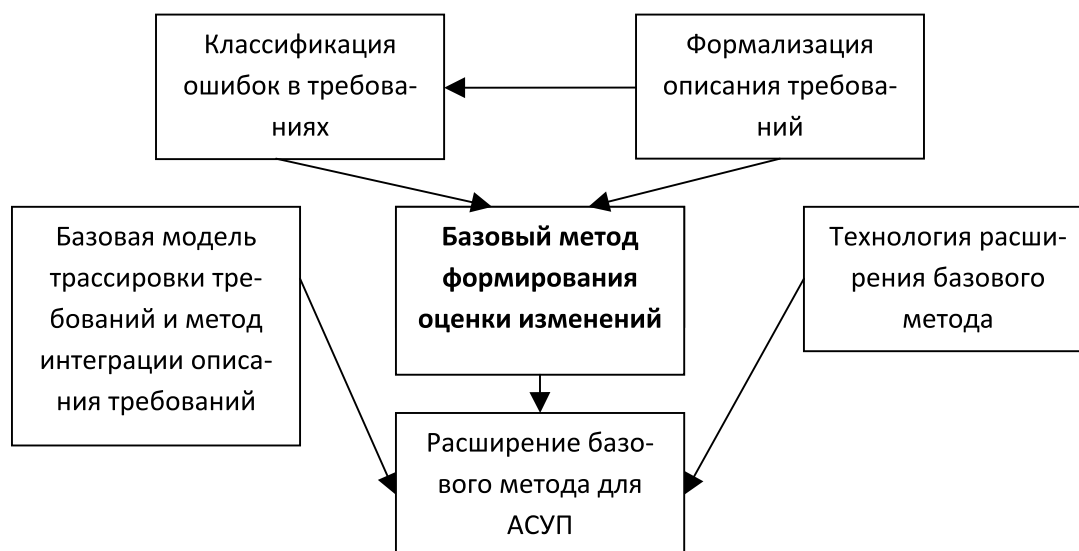 Классификация
ошибок в требова-
ниях
Формализация
описания требова-
ний
Базовая модель
трассировки тре-
бований и метод
интеграции описа-
ния требований
Базовый метод
формирования
оценки изменений
Технология расши-
рения базового
метода
Расширение базо-
вого метода для
АСУП